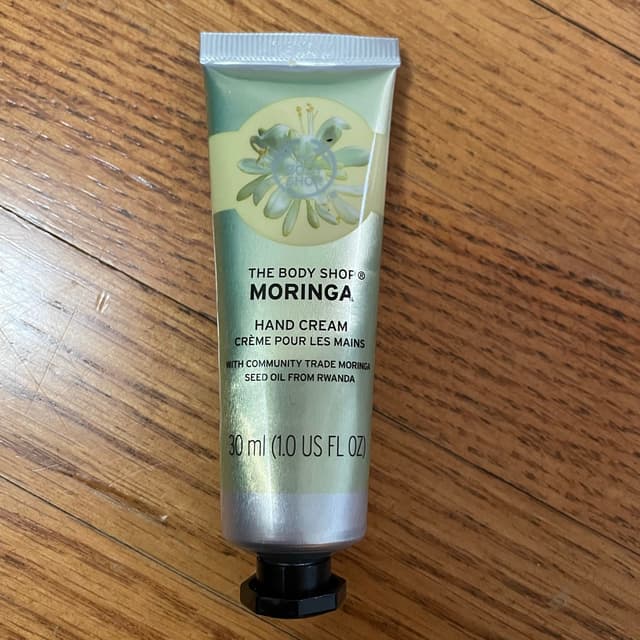 THE BODY SHOP®
MORINGA
HAND CREAM
CRÈME POUR LES MAINS
WITH COMMUNITY TRADE MORINGA
SEED OIL FROM RWANDA
30 ml (1.0 US FL OZ)